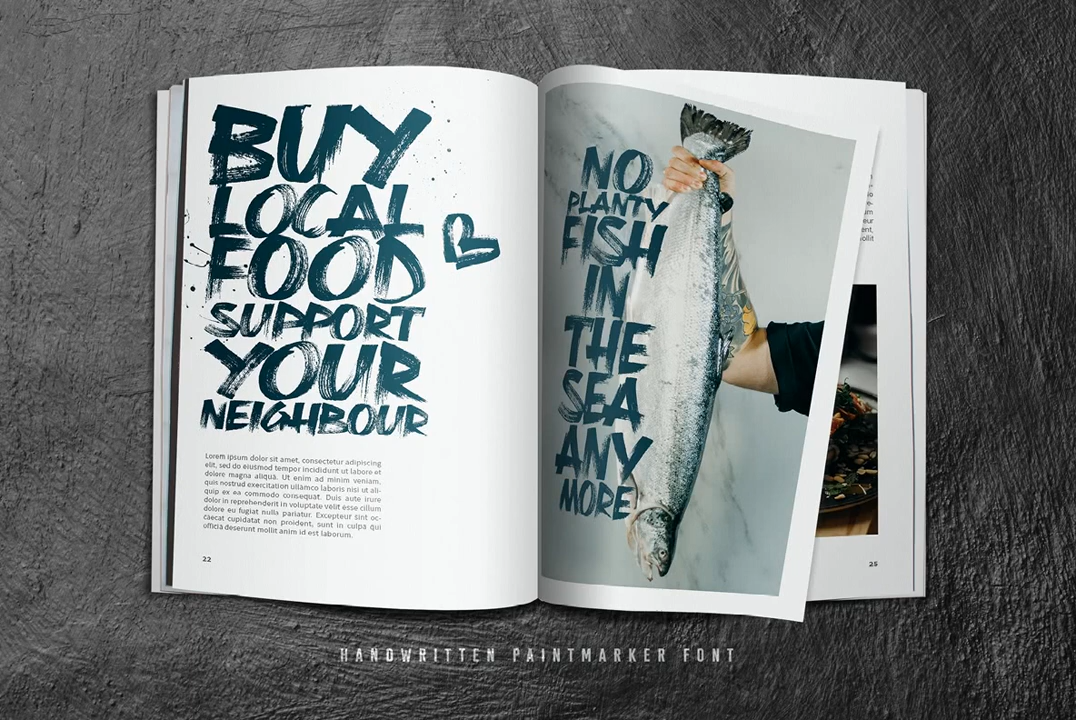 BUY
LOCAL
FOOD
SUPPORT
YOUR
NEIGHBOUR
Lorem ipsum dolor sit amet, consectetur adipiscing
elit, sed do eiusmod tempor incididunt ut labore et
dolore magna aliqua. Ut enim ad minim veniam,
quis nostrud exercitation ullamco laboris nisi ut ali-
quip ex ea commodo consequat. Duis aute irure
dolor in reprehenderit in voluptate velit esse cillum
dolore eu fugiat nulla pariatur. Excepteur sint oc-
caecat cupidatat non proident, sunt in culpa qui
officia deserunt mollit anim id est laborum.
22
NO
PLANTY
FISH
IN
THE
SEA
ANY
MORE
25
HANDWRITTEN PAINTMARKER FONT